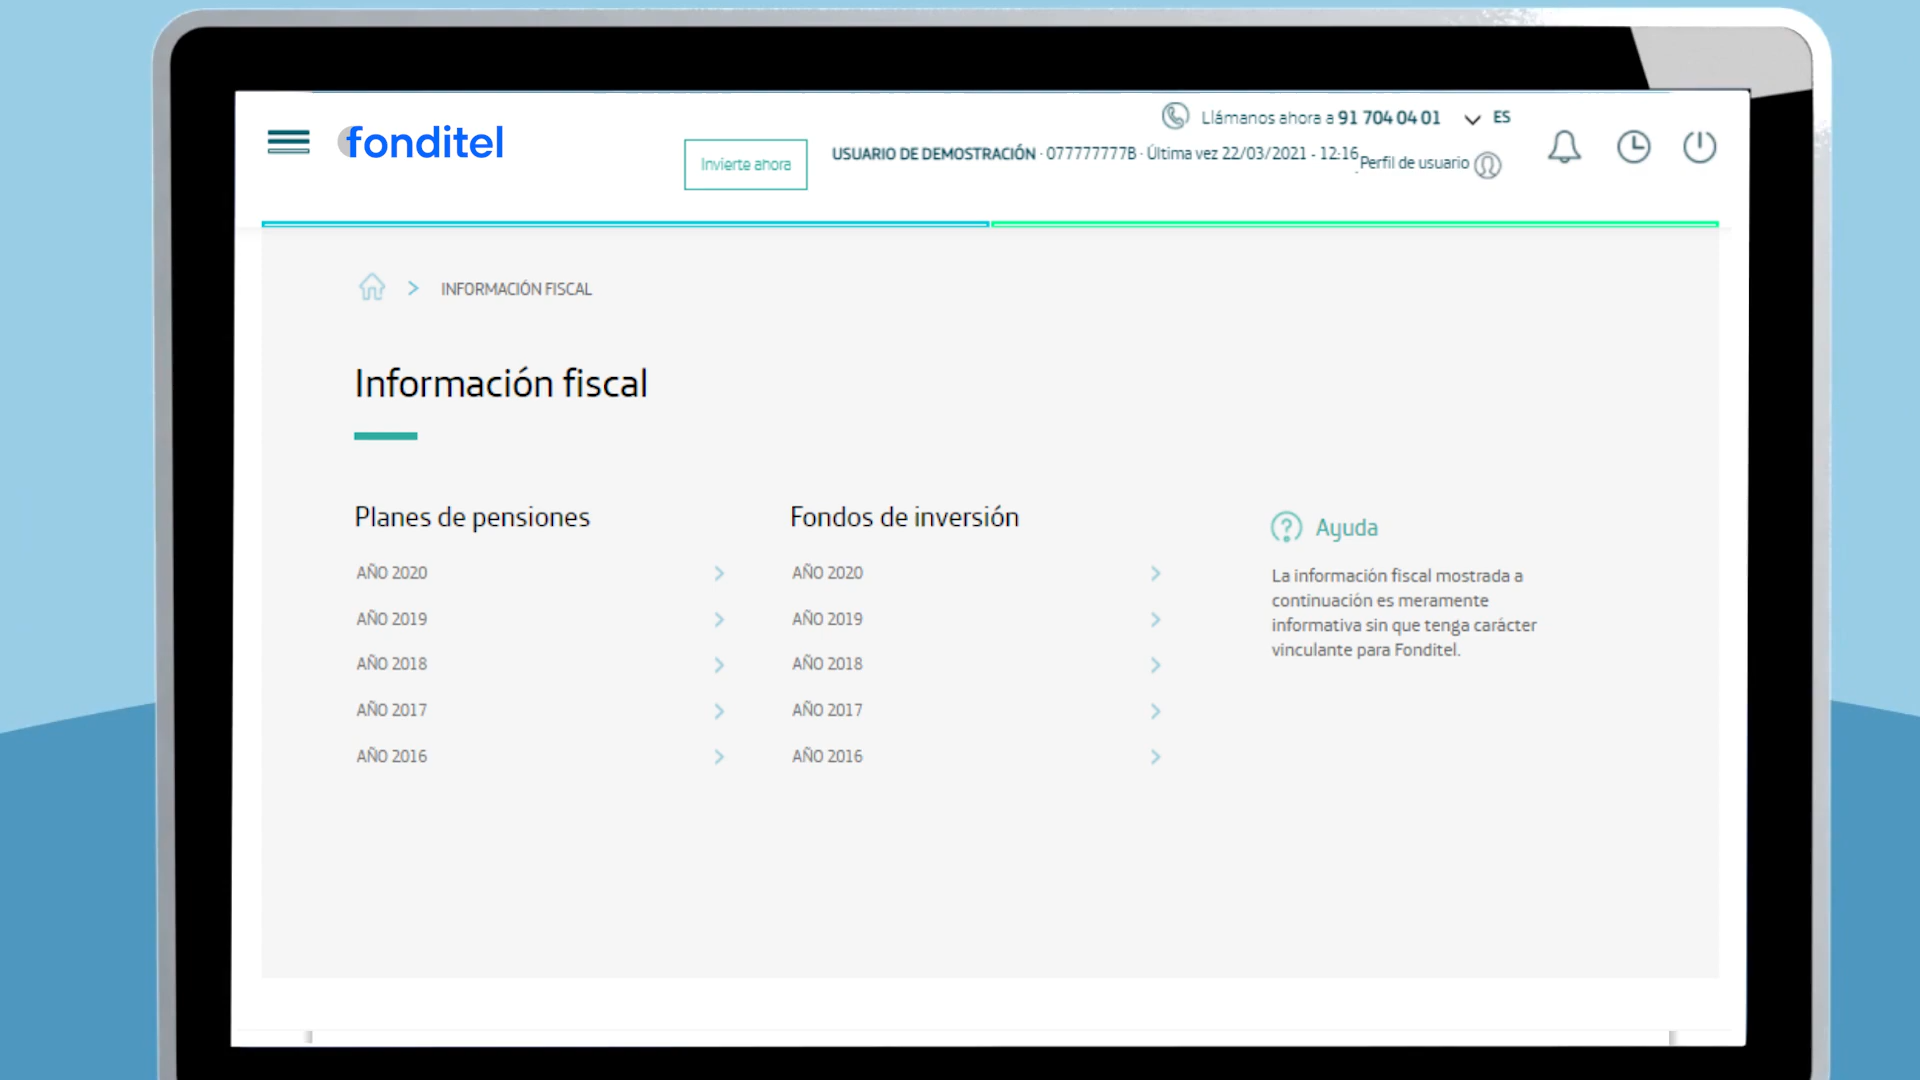 fonditel
Invierte ahora
Llámanos ahora a 91 704 04 01
ES
USUARIO DE DEMOSTRACIÓN · 077777777B · Última vez 22/03/2021 - 12:16
Perfil de usuario
INFORMACIÓN FISCAL
Información fiscal
Planes de pensiones
AÑO 2020
AÑO 2019
AÑO 2018
AÑO 2017
AÑO 2016
Fondos de inversión
AÑO 2020
AÑO 2019
AÑO 2018
AÑO 2017
AÑO 2016
Ayuda
La información fiscal mostrada a
continuación es meramente
informativa sin que tenga carácter
vinculante para Fonditel.